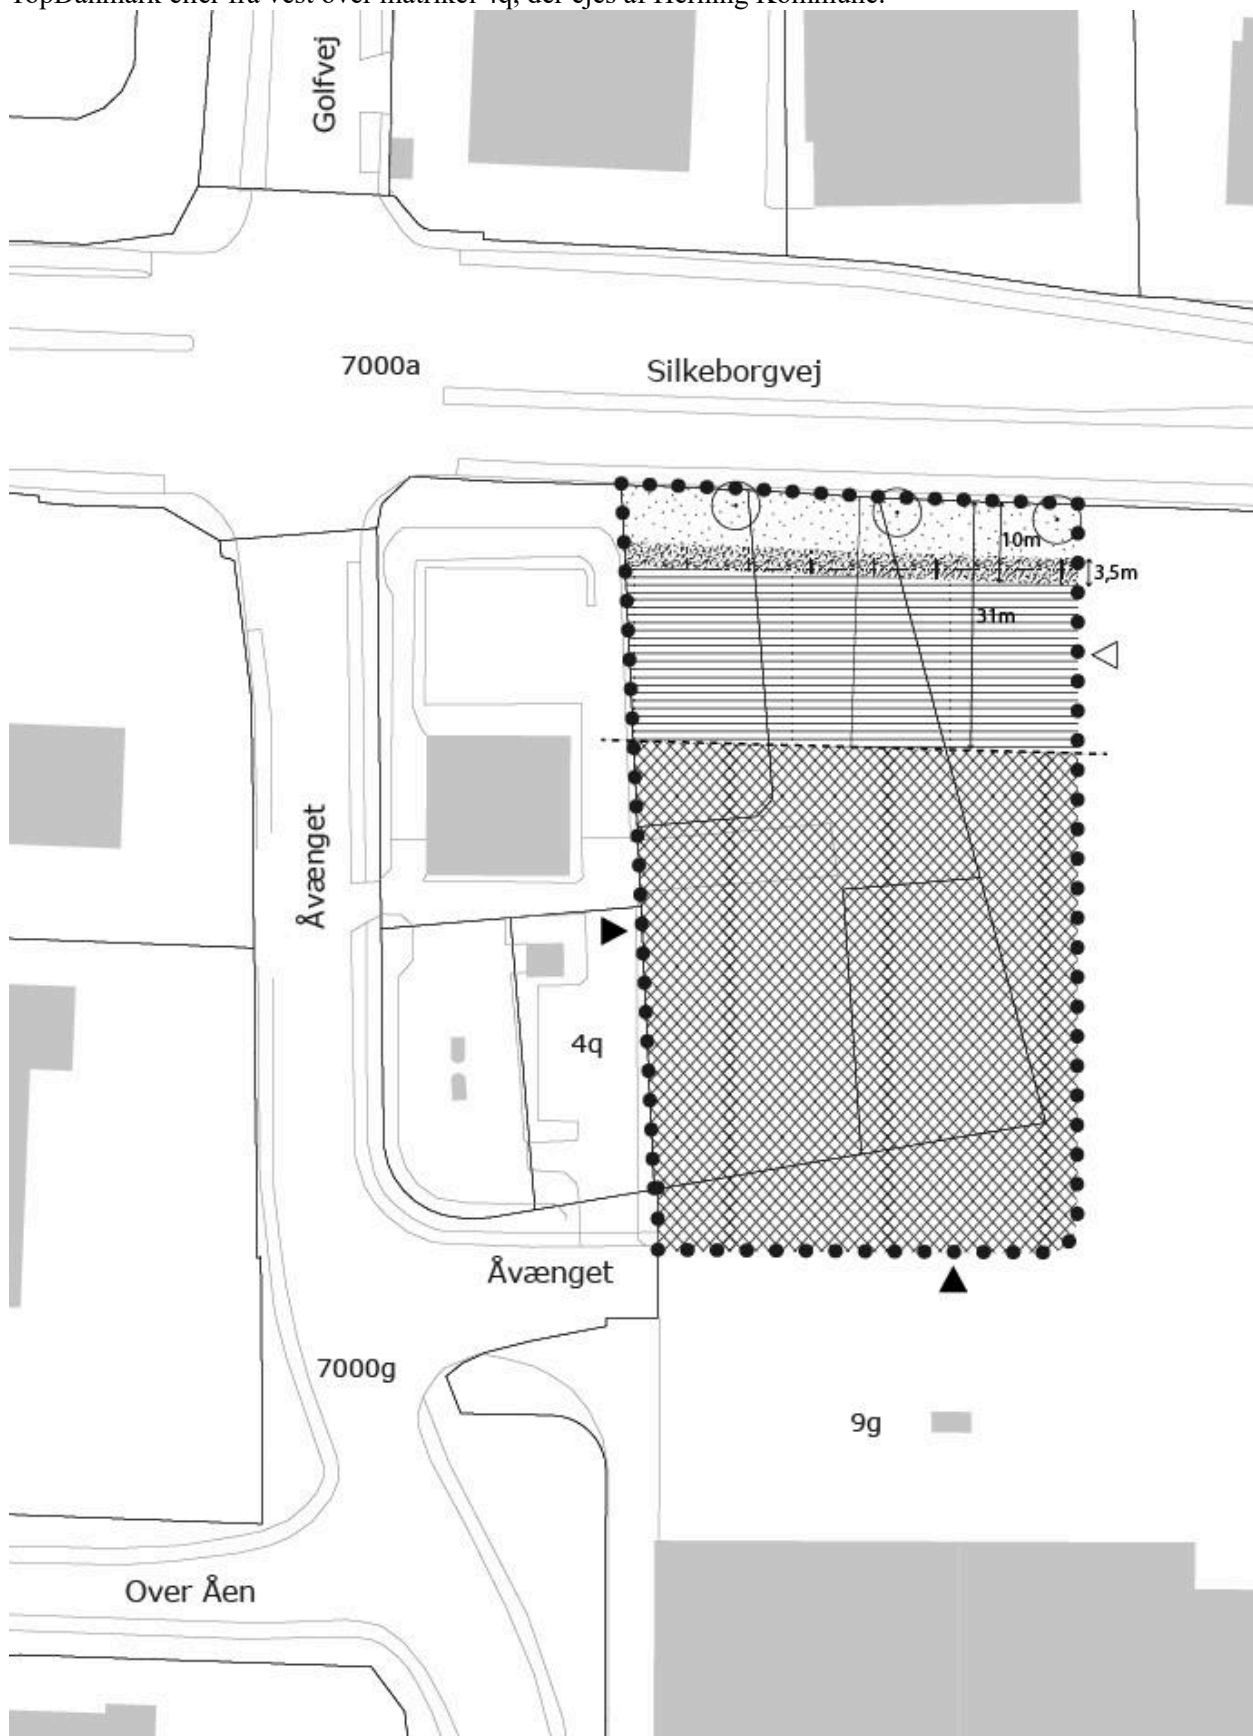 TopDanmark eller fra vest over matrikel 4q, der ejes af Herning Kommune.
Golfvej
7000a
Silkeborgvej
10m
3,5m
31m
Åvænget
4q
Åvænget
7000g
9g
Over Åen